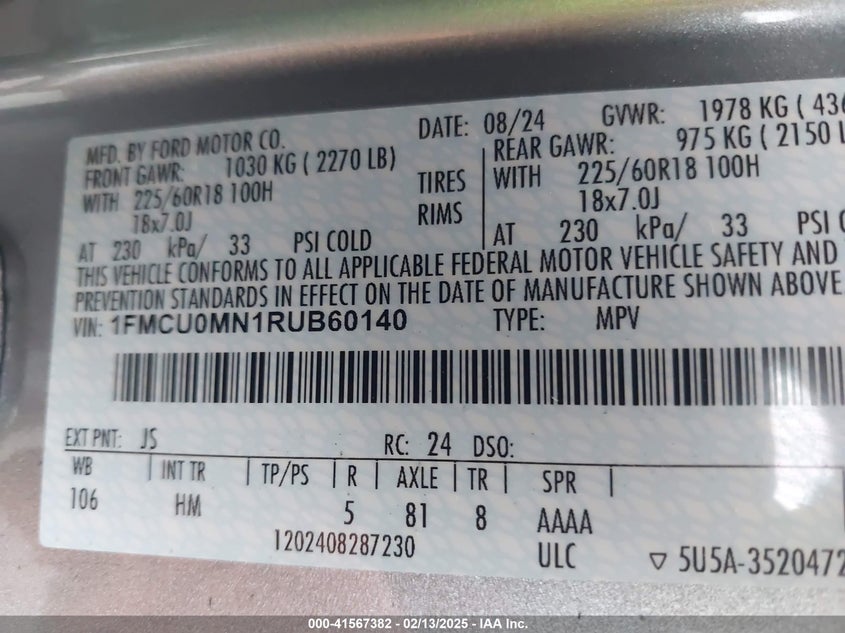 MFD. BY FORD MOTOR CO. DATE: 08/24 GVWR: 1978 KG (
FRONT GAWR: 1030 KG ( 2270 LB) REAR GAWR: 975 KG ( 2150
WITH 225/60R18 100H TIRES WITH 225/60R18 100H
18x7.0J RIMS 18x7.0J
AT 230 kPa/ 33 PSI COLD AT 230 kPa/ 33 PSI
THIS VEHICLE CONFORMS TO ALL APPLICABLE FEDERAL MOTOR VEHICLE SAFETY AND
PREVENTION STANDARDS IN EFFECT ON THE DATE OF MANUFACTURE SHOWN ABOVE.
VIN: 1FMCU0MN1RUB60140 TYPE: MPV
EXT PNT: JS RC: 24 DSO:
WB | INT TR | TP/PS | R | AXLE | TR | SPR |
106 HM 5 81 8 AAAA
1202408287230 ULC ▽ 5U5A-3520472
000-41567382 - 02/13/2025 - IAA Inc.